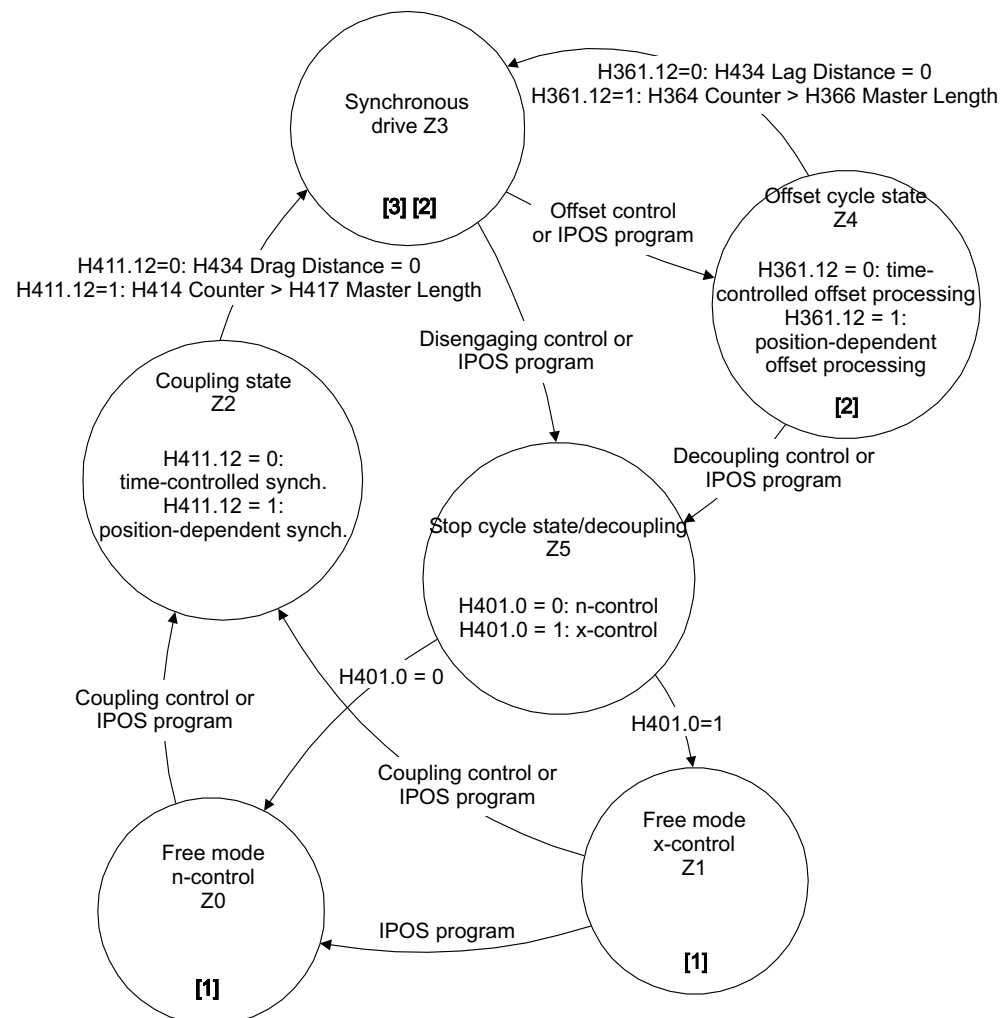 Synchronous
drive Z3
[3] [2]
H361.12=0: H434 Lag Distance = 0
H361.12=1: H364 Counter > H366 Master Length
Offset control
or IPOS program
Offset cycle state
Z4
H361.12 = 0: time-
controlled offset processing
H361.12 = 1:
position-dependent
offset processing
[2]
H411.12=0: H434 Drag Distance = 0
H411.12=1: H414 Counter > H417 Master Length
Disengaging control or
IPOS program
Coupling state
Z2
H411.12 = 0:
time-controlled synch.
H411.12 = 1:
position-dependent synch.
Decoupling control or
IPOS program
Stop cycle state/decoupling
Z5
H401.0 = 0: n-control
H401.0 = 1: x-control
H401.0 = 0
H401.0=1
Coupling control or
IPOS program
Coupling control or
IPOS program
Free mode
n-control
Z0
[1]
IPOS program
Free mode
x-control
Z1
[1]